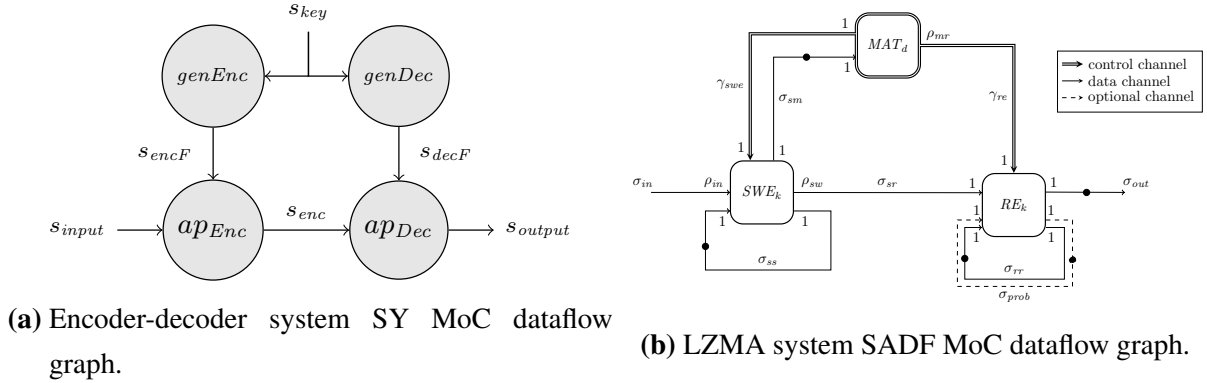 s_key
genEnc
genDec
s_encF
s_decF
s_input
ap_Enc
s_enc
ap_Dec
s_output
(a) Encoder-decoder system SY MoC dataflow
graph.
1
MAT_d
ρ_mr
1
γ_swe
σ_sm
γ_re
control channel
data channel
optional channel
1
1
1
σ_in
ρ_in
SWE_k
ρ_sw
σ_sr
1
RE_k
1
σ_out
1
1
1
1
1
1
σ_ss
σ_rr
σ_prob
(b) LZMA system SADF MoC dataflow graph.